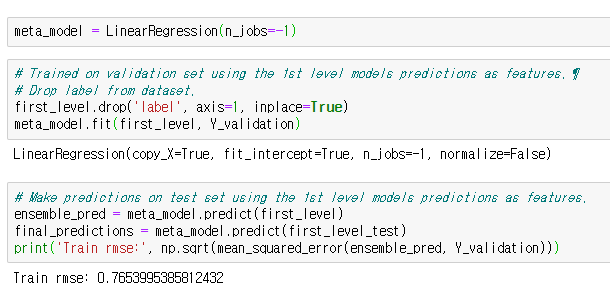 meta_model = LinearRegression(n_jobs=-1)
# Trained on validation set using the 1st level models predictions as features.¶
# Drop label from dataset.
first_level.drop('label', axis=1, inplace=True)
meta_model.fit(first_level, Y_validation)
LinearRegression(copy_X=True, fit_intercept=True, n_jobs=-1, normalize=False)
# Make predictions on test set using the 1st level models predictions as features.
ensemble_pred = meta_model.predict(first_level)
final_predictions = meta_model.predict(first_level_test)
print('Train rmse:', np.sqrt(mean_squared_error(ensemble_pred, Y_validation)))
Train rmse: 0.7653995385812432